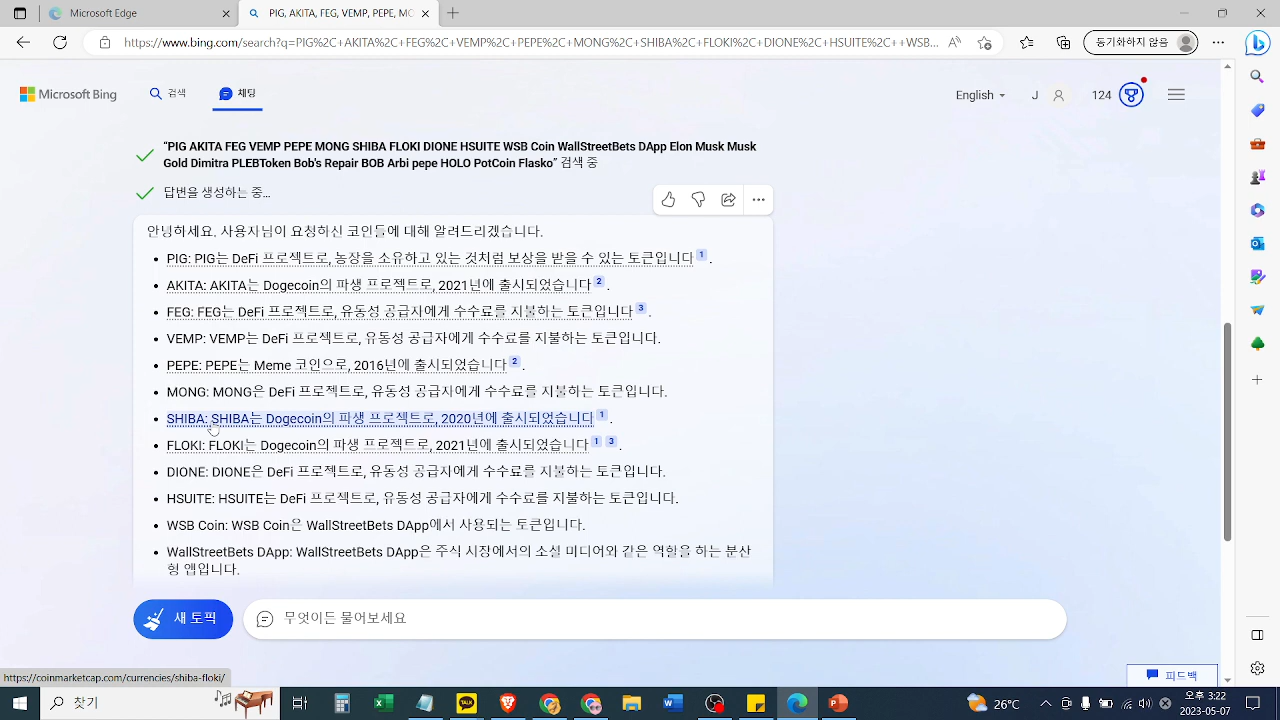 Microsoft Edge
PIG, AKITA, FEG, VEMP, PEPE, MC
https://www.bing.com/search?q=PIG%2C+AKITA%2C+FEG%2C+VEMP%2C+PEPE%2C+MONG%2C+SHIBA%2C+FLOKI%2C+DIONE%2C+HSUITE%2C++WSB...
동기화하지 않음
Microsoft Bing
검색
채팅
English
J
124
"PIG AKITA FEG VEMP PEPE MONG SHIBA FLOKI DIONE HSUITE WSB Coin WallStreetBets DApp Elon Musk Musk
Gold Dimitra PLEBToken Bob's Repair BOB Arbi pepe HOLO PotCoin Flasko" 검색 중
답변을 생성하는 중...
안녕하세요. 사용자님이 요청하신 코인들에 대해 알려드리겠습니다.
• PIG: PIG는 DeFi 프로젝트로, 농장을 소유하고 있는 것처럼 보상을 받을 수 있는 토큰입니다 1 .
• AKITA: AKITA는 Dogecoin의 파생 프로젝트로, 2021년에 출시되었습니다 2 .
• FEG: FEG는 DeFi 프로젝트로, 유동성 공급자에게 수수료를 지불하는 토큰입니다 3 .
• VEMP: VEMP는 DeFi 프로젝트로, 유동성 공급자에게 수수료를 지불하는 토큰입니다.
• PEPE: PEPE는 Meme 코인으로, 2016년에 출시되었습니다 2 .
• MONG: MONG은 DeFi 프로젝트로, 유동성 공급자에게 수수료를 지불하는 토큰입니다.
• SHIBA: SHIBA는 Dogecoin의 파생 프로젝트로, 2020년에 출시되었습니다 1 .
• FLOKI: FLOKI는 Dogecoin의 파생 프로젝트로, 2021년에 출시되었습니다 1 3 .
• DIONE: DIONE은 DeFi 프로젝트로, 유동성 공급자에게 수수료를 지불하는 토큰입니다.
• HSUITE: HSUITE는 DeFi 프로젝트로, 유동성 공급자에게 수수료를 지불하는 토큰입니다.
• WSB Coin: WSB Coin은 WallStreetBets DApp에서 사용되는 토큰입니다.
• WallStreetBets DApp: WallStreetBets DApp은 주식 시장에서의 소셜 미디어와 같은 역할을 하는 분산
형 앱입니다.
새 토픽
무엇이든 물어보세요
https://coinmarketcap.com/currencies/shiba-floki/
피드백
찾기
TALK
26°C
오후 3:22
2023-05-07